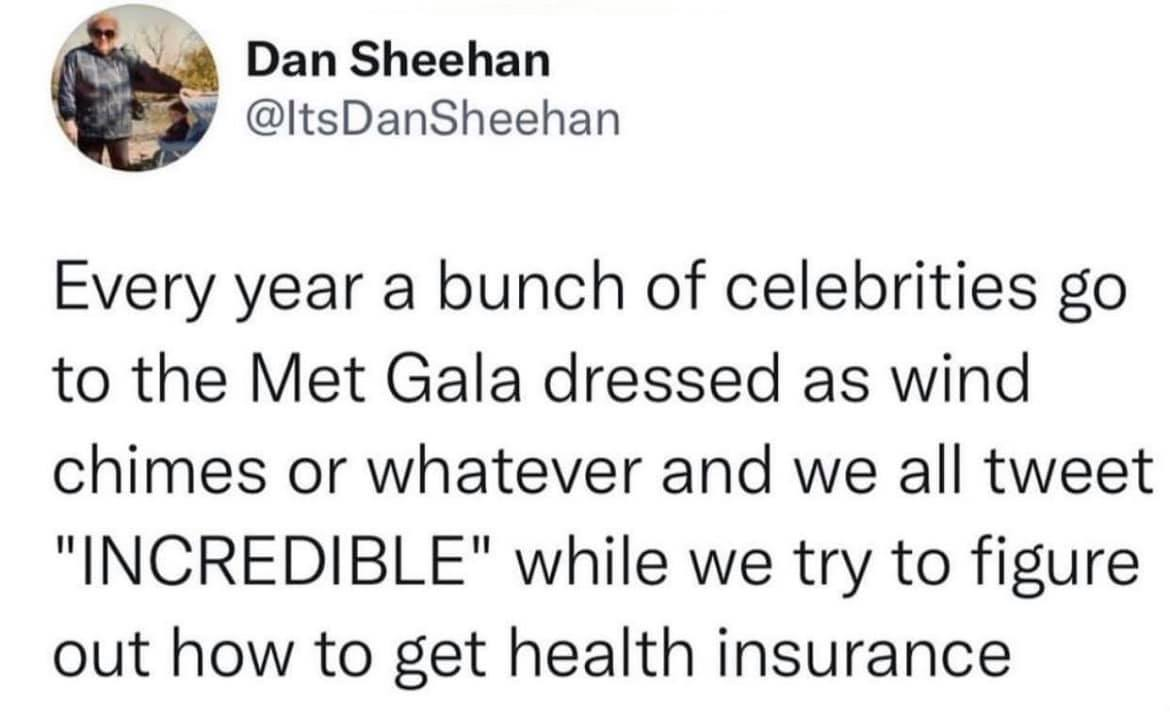 Dan Sheehan
@ItsDanSheehan
Every year a bunch of celebrities go
to the Met Gala dressed as wind
chimes or whatever and we all tweet
"INCREDIBLE" while we try to figure
out how to get health insurance